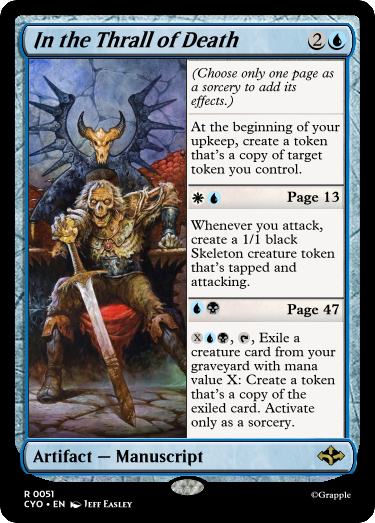 In the Thrall of Death 2
(Choose only one page as
a sorcery to add its
effects.)
At the beginning of your
upkeep, create a token
that's a copy of target
token you control.
Page 13
Whenever you attack,
create a 1/1 black
Skeleton creature token
that's tapped and
attacking.
Page 47
X, , Exile a
creature card from your
graveyard with mana
value X: Create a token
that's a copy of the
exiled card. Activate
only as a sorcery.
Artifact — Manuscript
R 0051
CYO • EN Jeff Easley
©Grapple